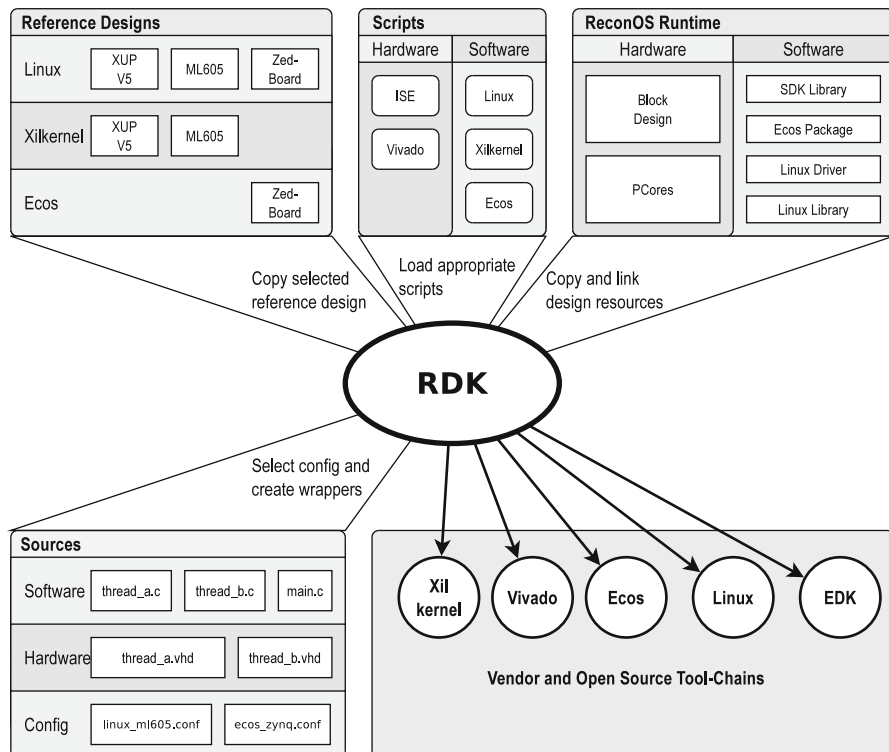 Reference Designs
Linux
XUP
V5
ML605
Zed-
Board
Xilkernel
XUP
V5
ML605
Ecos
Zed-
Board
Scripts
Hardware
Software
ISE
Linux
Vivado
Xilkernel
Ecos
ReconOS Runtime
Hardware
Software
Block
Design
PCores
SDK Library
Ecos Package
Linux Driver
Linux Library
Copy selected
reference design
Load appropriate
scripts
Copy and link
design resources
RDK
Select config and
create wrappers
Sources
Software
thread_a.c
thread_b.c
main.c
Hardware
thread_a.vhd
thread_b.vhd
Config
linux_ml605.conf
ecos_zynq.conf
Xil
kernel
Vivado
Ecos
Linux
EDK
Vendor and Open Source Tool-Chains